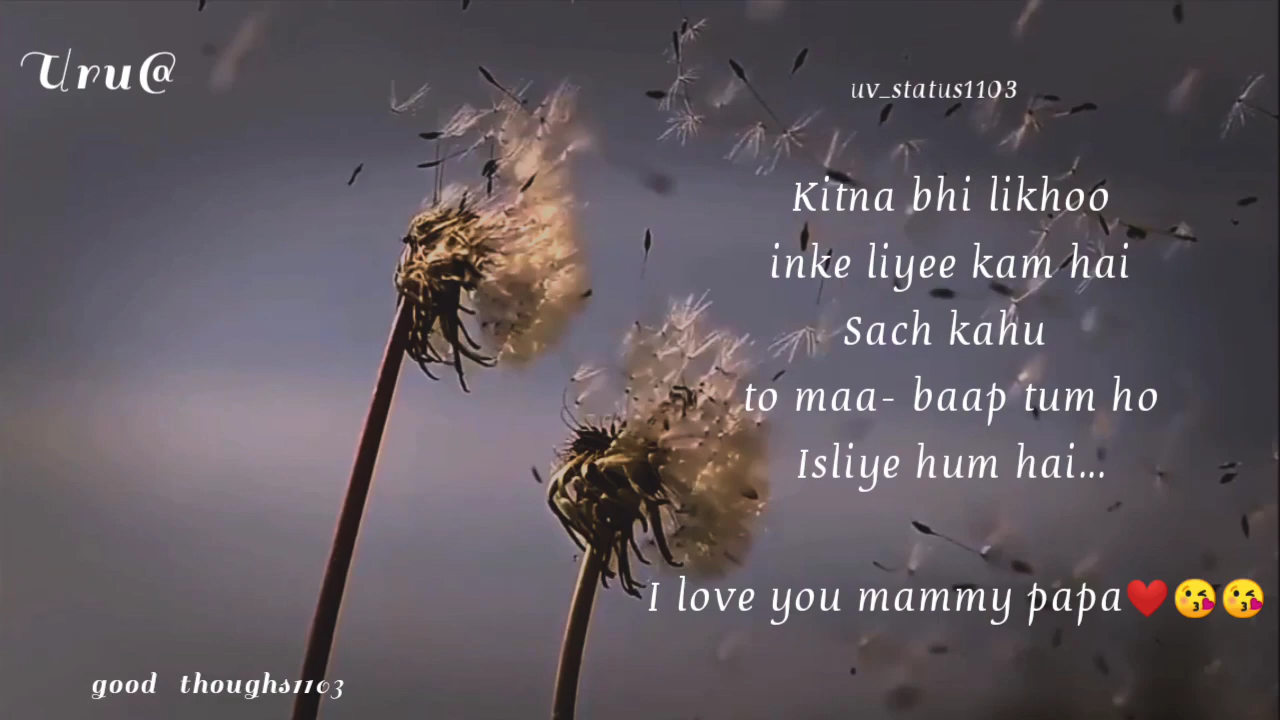 Uru@
uv_status1103
Kitna bhi likhoo
inke liyee kam hai
Sach kahu
to maa- baap tum ho
Isliye hum hai...
I love you mammy papa❤️😘😘
good thoughs1103